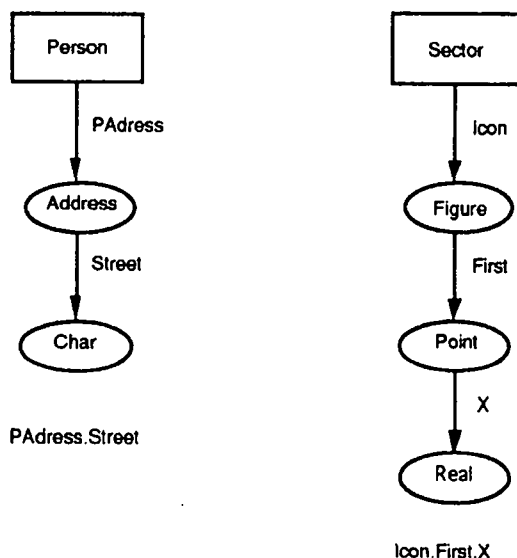 Person
PAdress
Address
Street
Char
PAdress.Street
Sector
Icon
Figure
First
Point
X
Real
Icon.First.X